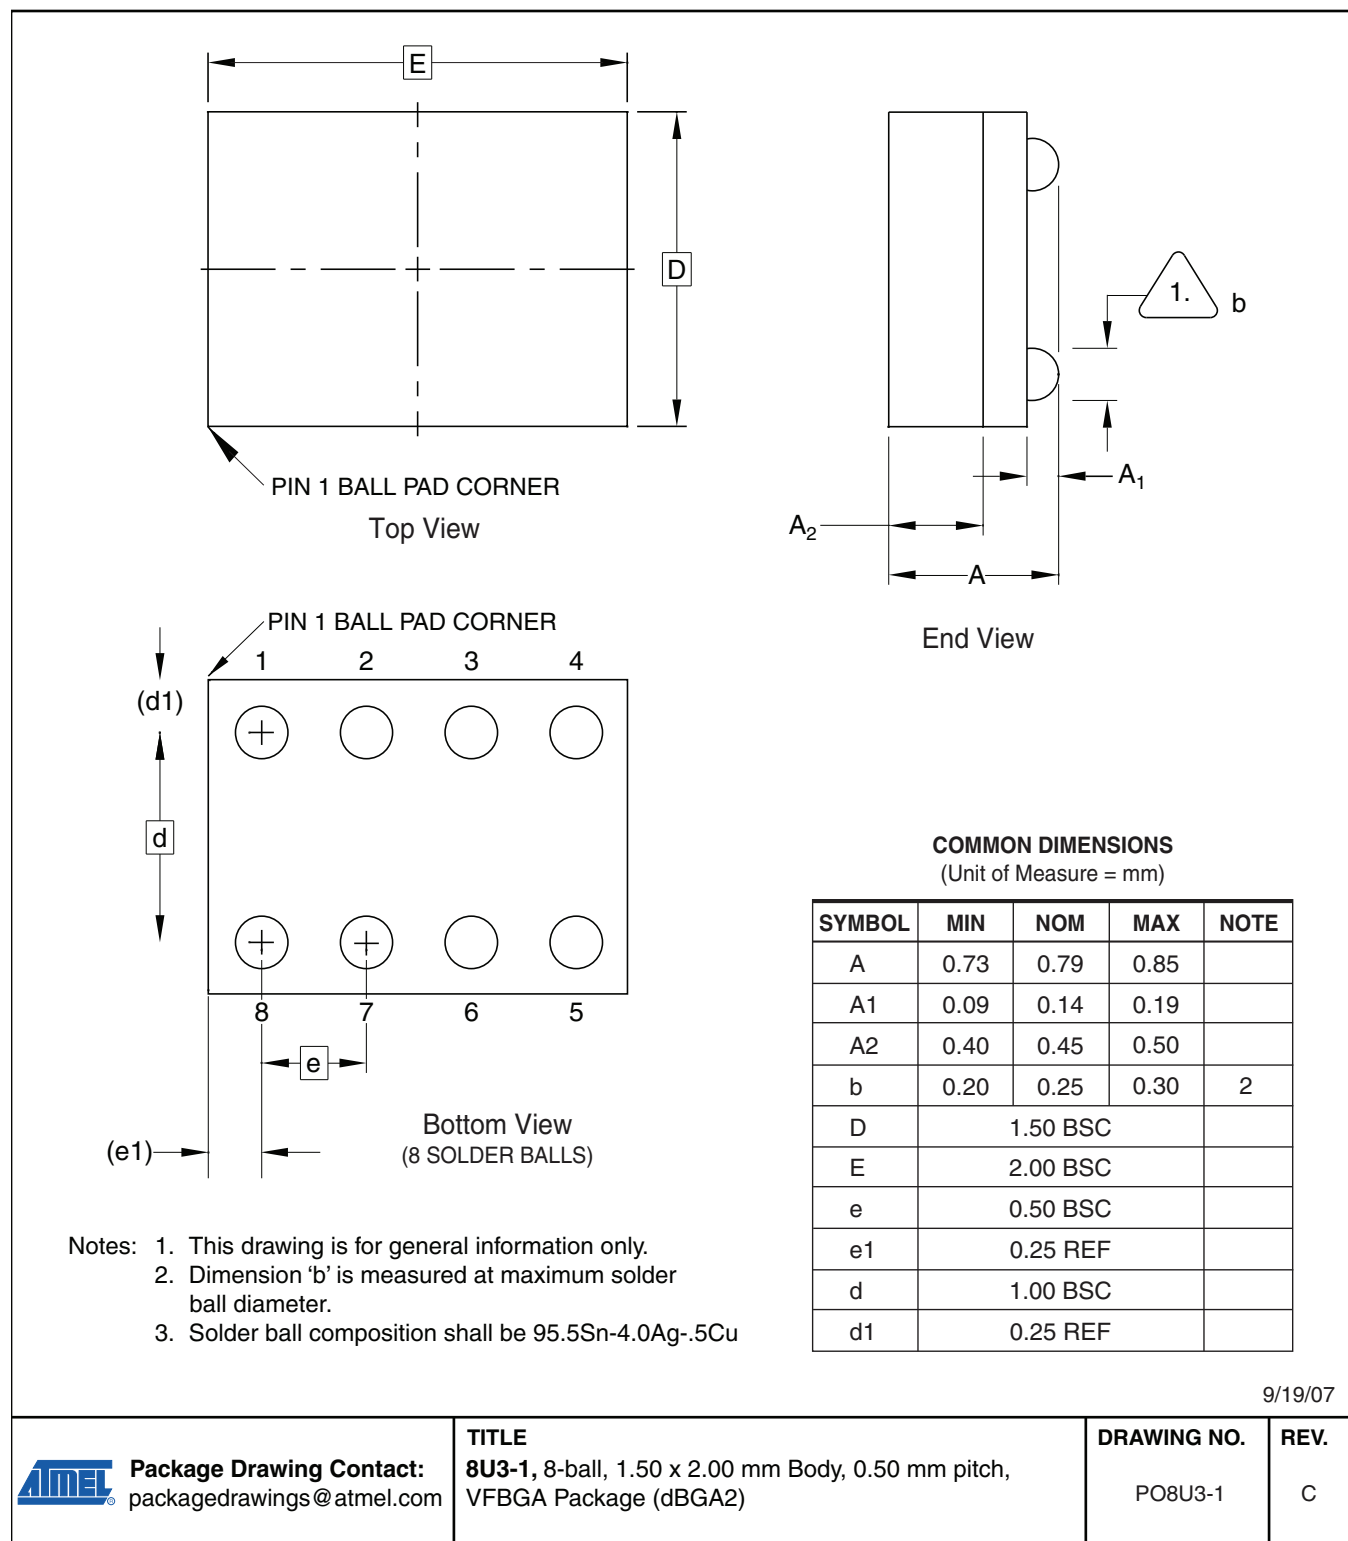 E
D
PIN 1 BALL PAD CORNER
Top View
1.
b
A1
A2
A
End View
PIN 1 BALL PAD CORNER
1 2 3 4
(d1)
d
8 7 6 5
e
(e1)
Bottom View
(8 SOLDER BALLS)
COMMON DIMENSIONS
(Unit of Measure = mm)
SYMBOL MIN NOM MAX NOTE
A 0.73 0.79 0.85
A1 0.09 0.14 0.19
A2 0.40 0.45 0.50
b 0.20 0.25 0.30 2
D 1.50 BSC
E 2.00 BSC
e 0.50 BSC
e1 0.25 REF
d 1.00 BSC
d1 0.25 REF
Notes: 1. This drawing is for general information only.
2. Dimension ‘b’ is measured at maximum solder
ball diameter.
3. Solder ball composition shall be 95.5Sn-4.0Ag-.5Cu
9/19/07
ATMEL ®
Package Drawing Contact:
packagedrawings@atmel.com
TITLE
8U3-1, 8-ball, 1.50 x 2.00 mm Body, 0.50 mm pitch,
VFBGA Package (dBGA2)
DRAWING NO.
PO8U3-1
REV.
C